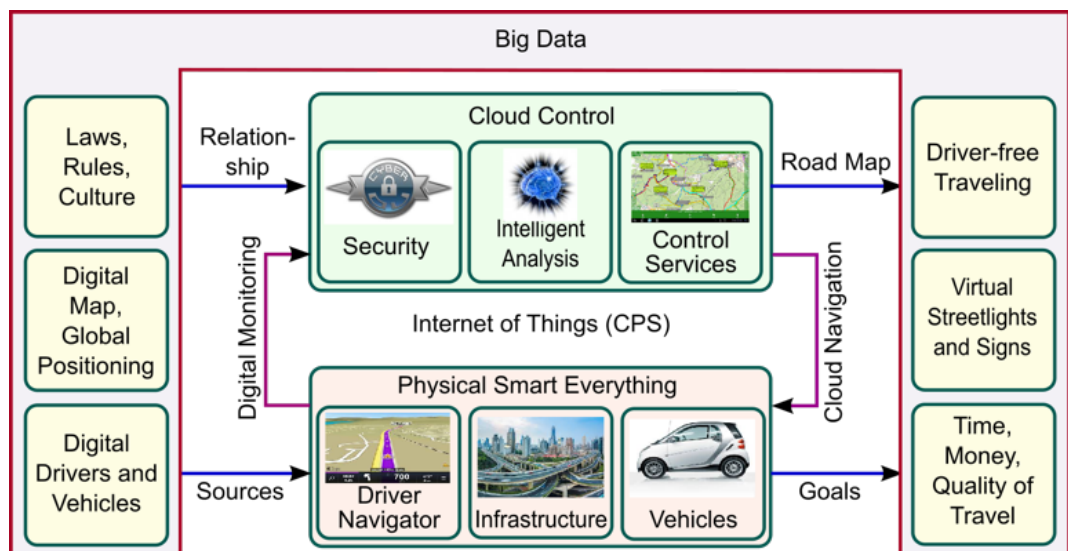 Big Data
Laws,
Rules,
Culture
Relation-
ship
Cloud Control
CYBER
Security
Intelligent
Analysis
Control
Services
Road Map
Driver-free
Traveling
Digital
Map,
Global
Positioning
Digital Monitoring
Internet of Things (CPS)
Cloud Navigation
Virtual
Streetlights
and Signs
Digital
Drivers and
Vehicles
Sources
Physical Smart Everything
700
Driver
Navigator
Infrastructure
Vehicles
Goals
Time,
Money,
Quality of
Travel